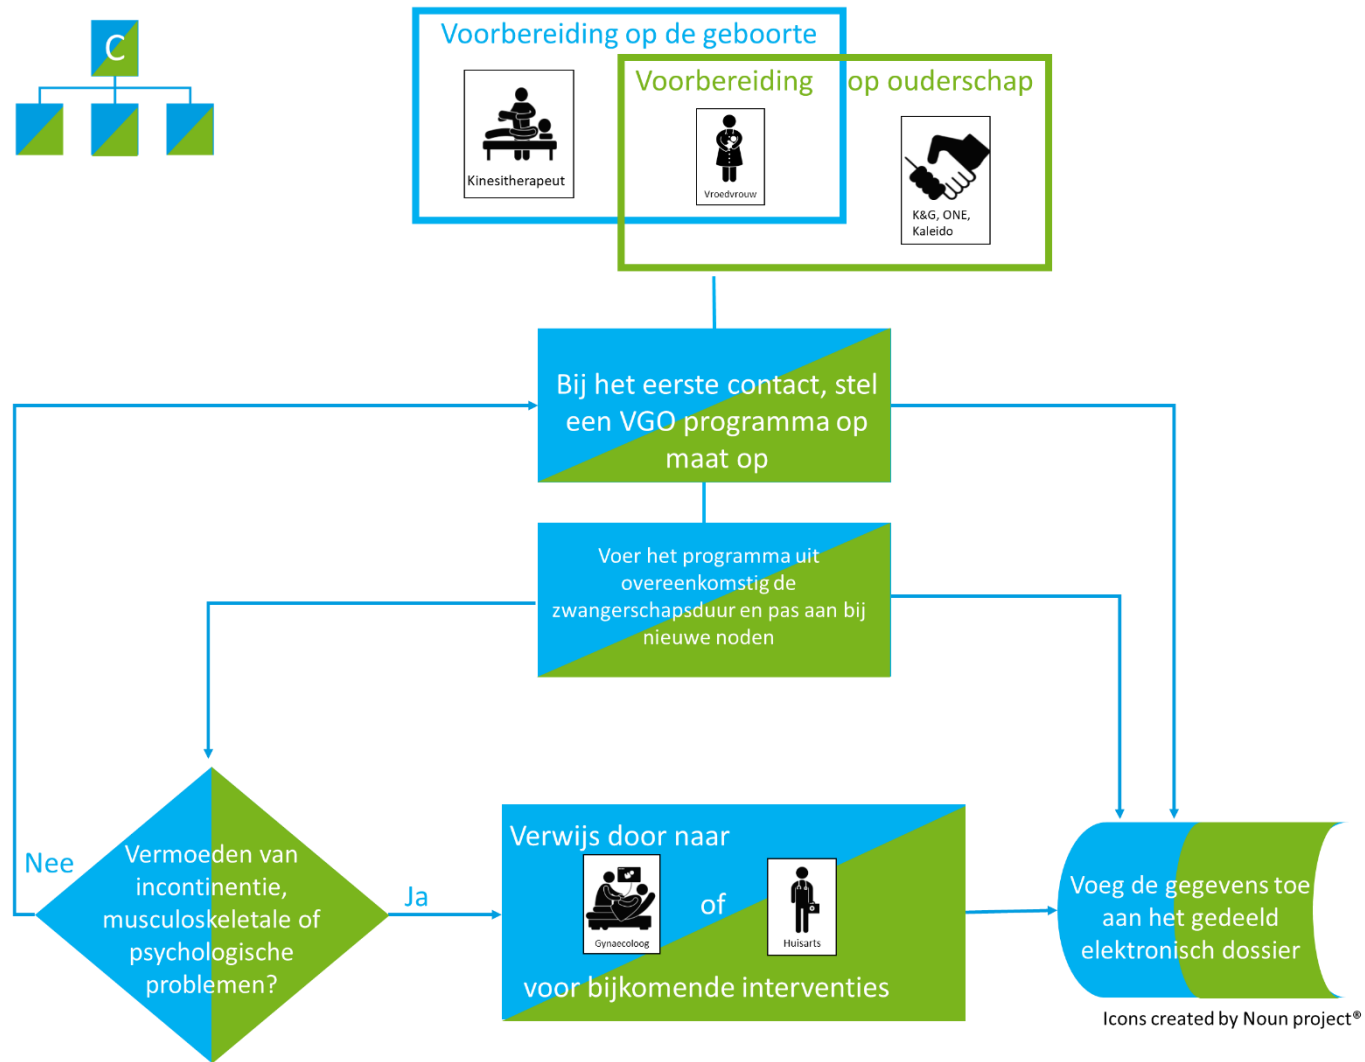 C
Voorbereiding op de geboorte
Voorbereiding op ouderschap
Kinesitherapeut
Vroedvrouw
K&G, ONE,
Kaleido
Bij het eerste contact, stel
een VGO programma op
maat op
Voer het programma uit
overeenkomstig de
zwangerschapsduur en pas aan bij
nieuwe noden
Nee
Vermoeden van
incontinentie,
musculoskeletale of
psychologische
problemen?
Ja
Verwijs door naar
Gynaecoloog
of
Huisarts
voor bijkomende interventies
Voeg de gegevens toe
aan het gedeeld
elektronisch dossier
Icons created by Noun project®